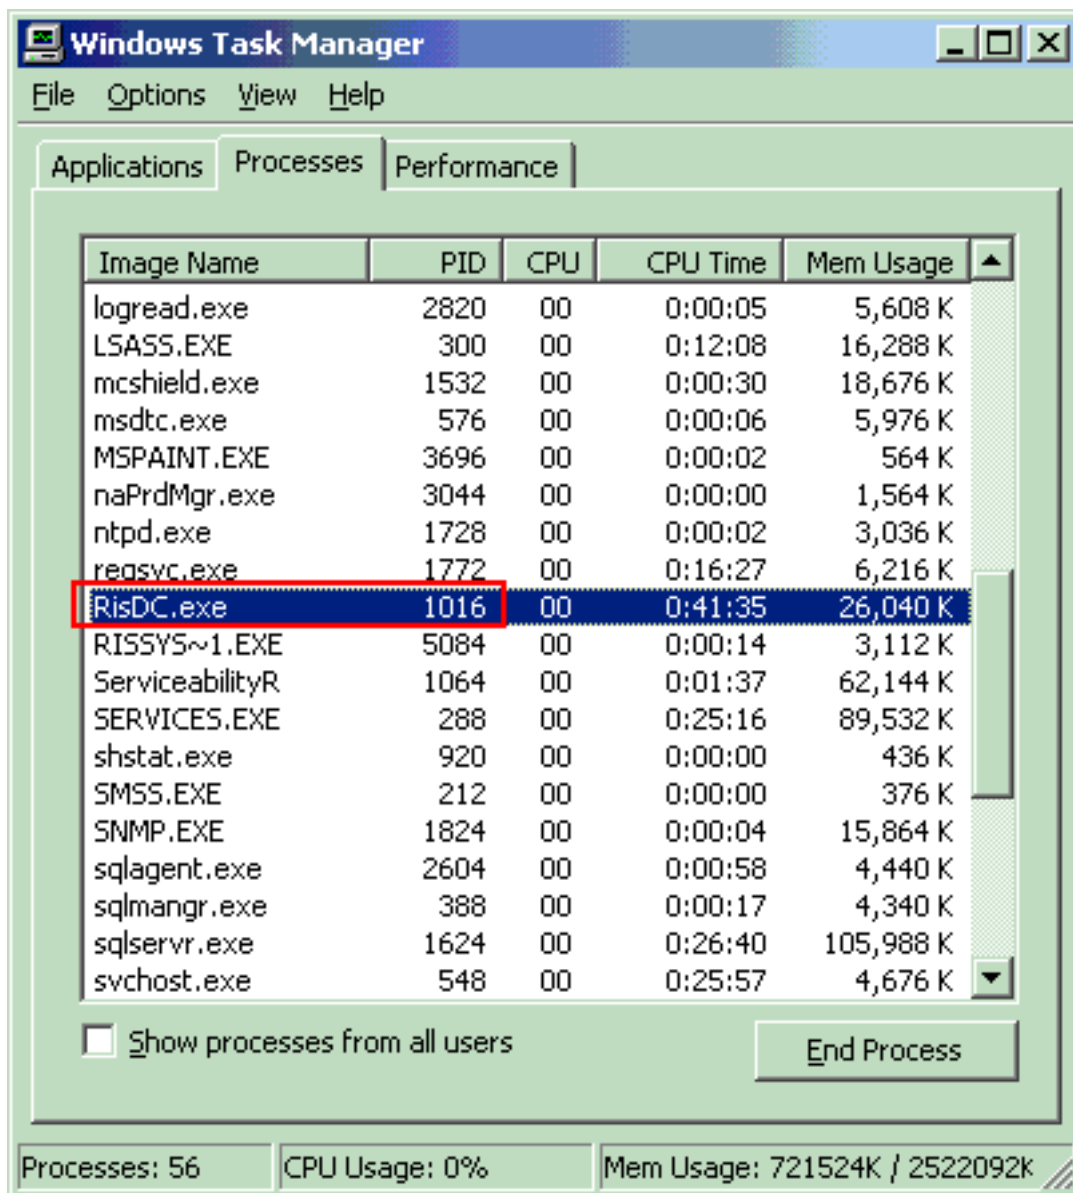 Windows Task Manager
File Options View Help
Applications Processes Performance
Image Name PID CPU CPU Time Mem Usage
logread.exe 2820 00 0:00:05 5,608 K
LSASS.EXE 300 00 0:12:08 16,288 K
mcshield.exe 1532 00 0:00:30 18,676 K
msdtc.exe 576 00 0:00:06 5,976 K
MSPAINT.EXE 3696 00 0:00:02 564 K
naPrdMgr.exe 3044 00 0:00:00 1,564 K
ntpd.exe 1728 00 0:00:02 3,036 K
regsvc.exe 1772 00 0:16:27 6,216 K
RisDC.exe 1016 00 0:41:35 26,040 K
RISSYS~1.EXE 5084 00 0:00:14 3,112 K
ServiceabilityR 1064 00 0:01:37 62,144 K
SERVICES.EXE 288 00 0:25:16 89,532 K
shstat.exe 920 00 0:00:00 436 K
SMSS.EXE 212 00 0:00:00 376 K
SNMP.EXE 1824 00 0:00:04 15,864 K
sqlagent.exe 2604 00 0:00:58 4,440 K
sqlmangr.exe 388 00 0:00:17 4,340 K
sqlservr.exe 1624 00 0:26:40 105,988 K
svchost.exe 548 00 0:25:57 4,676 K
Show processes from all users
End Process
Processes: 56 CPU Usage: 0% Mem Usage: 721524K / 2522092K